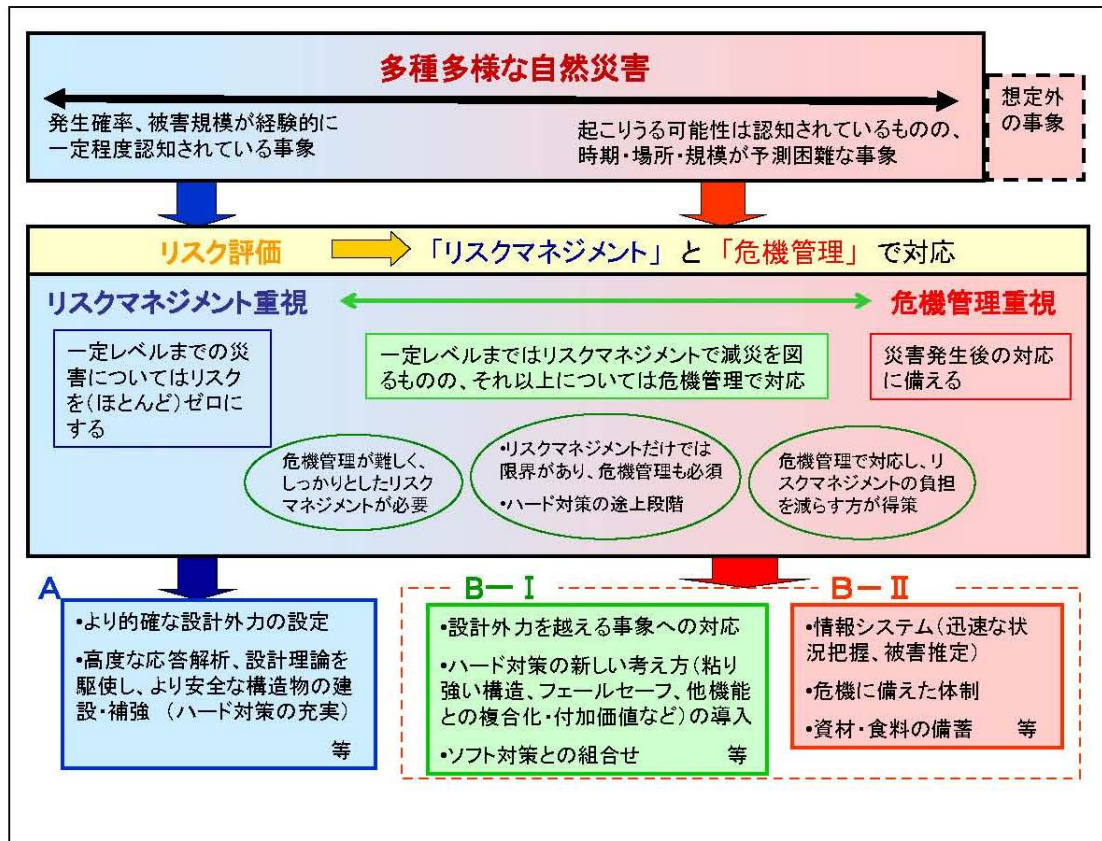 多種多様な自然災害
発生確率、被害規模が経験的に
一定程度認知されている事象
起こりうる可能性は認知されているものの、
時期・場所・規模が予測困難な事象
想定外
の事象
リスク評価
「リスクマネジメント」と「危機管理」で対応
リスクマネジメント重視
危機管理重視
一定レベルまでの災
害についてはリスク
を(ほとんど)ゼロに
する
一定レベルまではリスクマネジメントで減災を図
るものの、それ以上については危機管理で対応
災害発生後の対応
に備える
危機管理が難しく、
しっかりとしたリスク
マネジメントが必要
•リスクマネジメントだけでは
限界があり、危機管理も必須
•ハード対策の途上段階
危機管理で対応し、リ
スクマネジメントの負担
を減らす方が得策
A
•より的確な設計外力の設定
•高度な応答解析、設計理論を
駆使し、より安全な構造物の建
設・補強 (ハード対策の充実)
等
B－Ⅰ
•設計外力を越える事象への対応
•ハード対策の新しい考え方(粘り
強い構造、フェールセーフ、他機能
との複合化・付加価値など)の導入
•ソフト対策との組合せ 等
B－Ⅱ
•情報システム(迅速な状
況把握、被害推定)
•危機に備えた体制
•資材・食料の備蓄 等